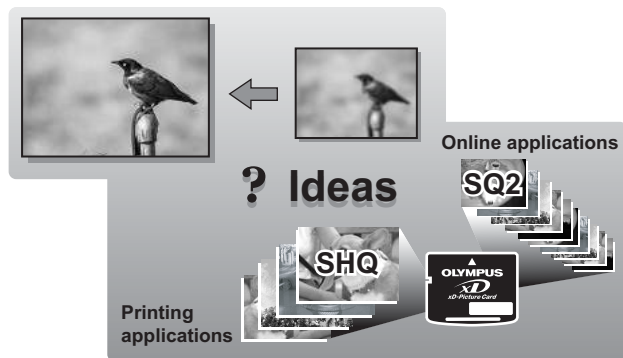 Online applications
? Ideas
SQ2
SHQ
OLYMPUS
xD
xD-Picture Card
Printing
applications